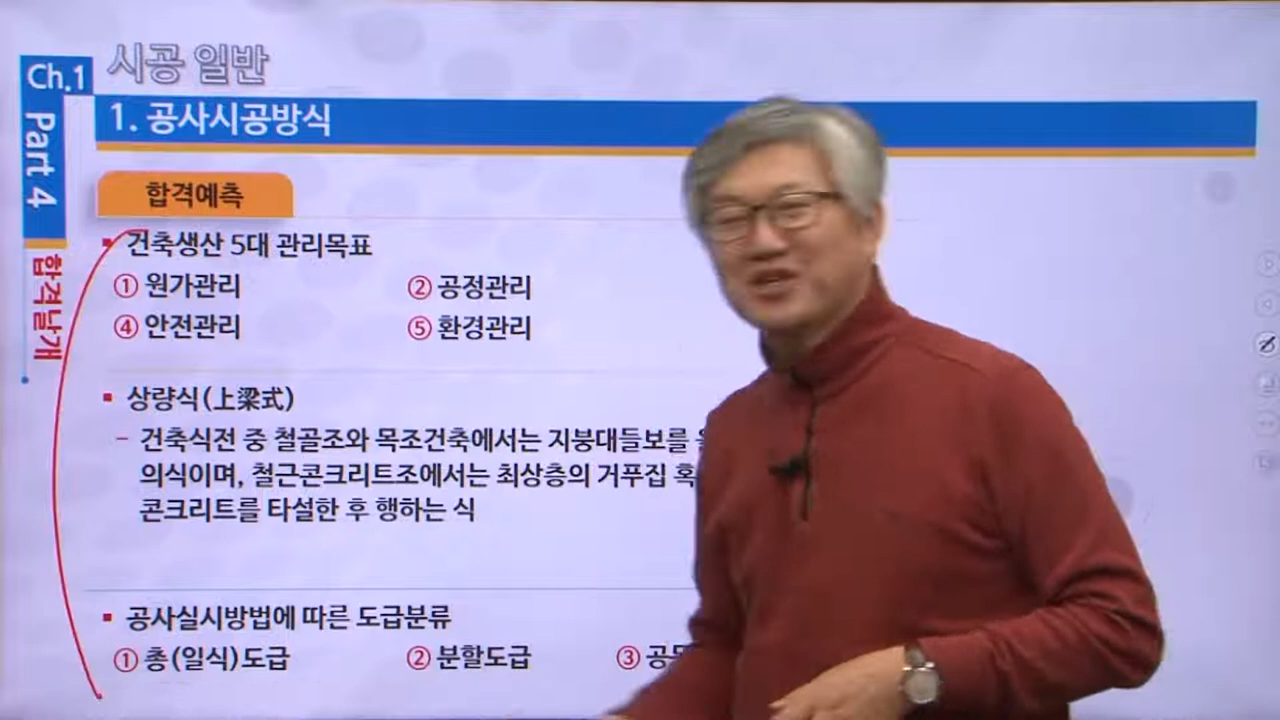 시공 일반
Ch.1
Part 4
합격날개
1. 공사시공방식
합격예측
▪ 건축생산 5대 관리목표
① 원가관리 ② 공정관리
④ 안전관리 ⑤ 환경관리
▪ 상량식(上梁式)
- 건축식전 중 철골조와 목조건축에서는 지붕대들보를
의식이며, 철근콘크리트조에서는 최상층의 거푸집 혹
콘크리트를 타설한 후 행하는 식
▪ 공사실시방법에 따른 도급분류
① 총(일식)도급 ② 분할도급 ③ 공